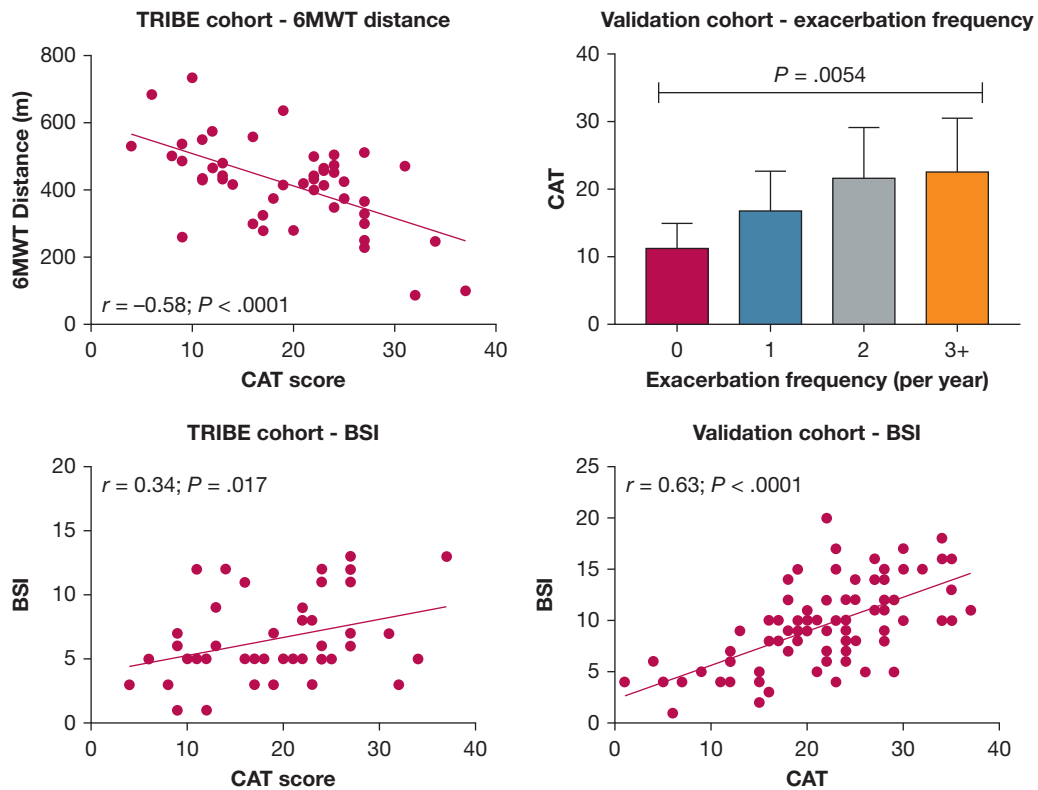 TRIBE cohort - 6MWT distance
800
600
400
200
0
6MWT Distance (m)
r = –0.58; P < .0001
0 10 20 30 40
CAT score
Validation cohort - exacerbation frequency
40
30
20
10
0
CAT
P = .0054
0 1 2 3+
Exacerbation frequency (per year)
TRIBE cohort - BSI
20
15
10
5
0
BSI
r = 0.34; P = .017
0 10 20 30 40
CAT score
Validation cohort - BSI
25
20
15
10
5
0
BSI
r = 0.63; P < .0001
0 10 20 30 40
CAT